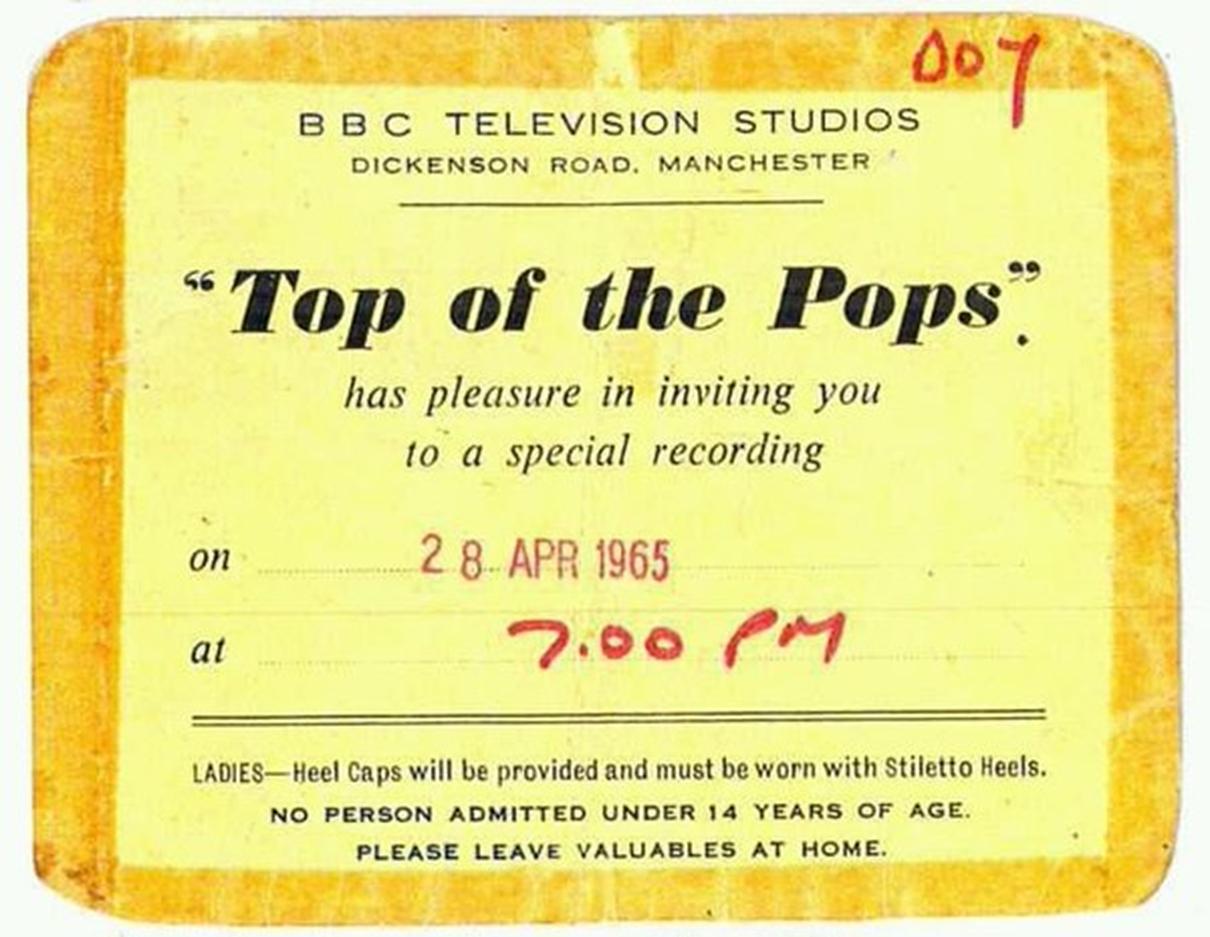 007
BBC TELEVISION STUDIOS
DICKENSON ROAD. MANCHESTER
“Top of the Pops”.
has pleasure in inviting you
to a special recording
on 28 APR 1965
at 7.00 PM
LADIES—Heel Caps will be provided and must be worn with Stiletto Heels.
NO PERSON ADMITTED UNDER 14 YEARS OF AGE.
PLEASE LEAVE VALUABLES AT HOME.